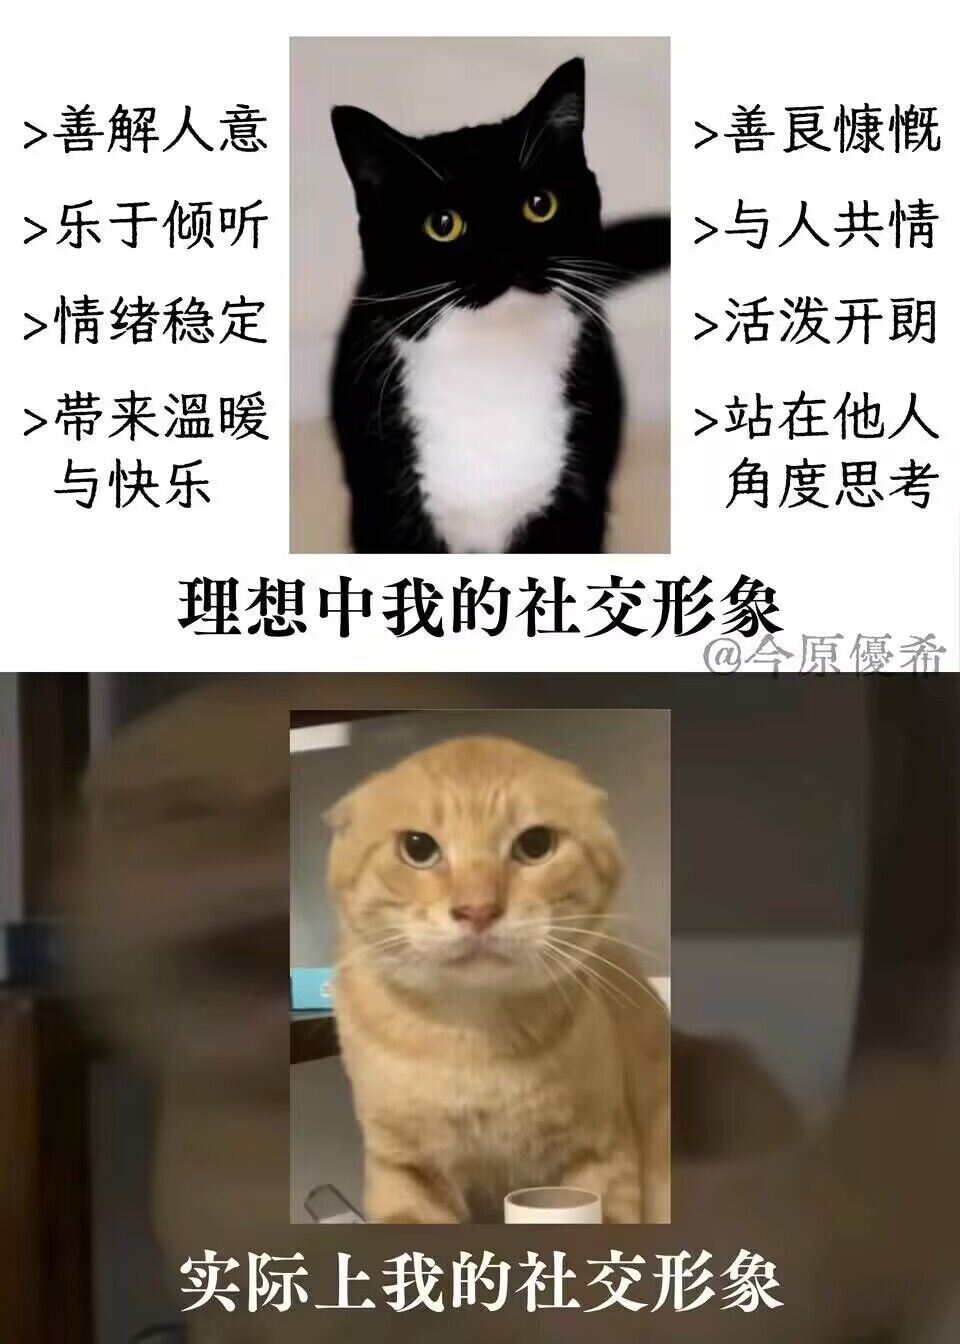 >善解人意
>乐于倾听
>情绪稳定
>带来温暖
与快乐
>善良慷慨
>与人共情
>活泼开朗
>站在他人
角度思考
理想中我的社交形象
@今原優希
实际上我的社交形象